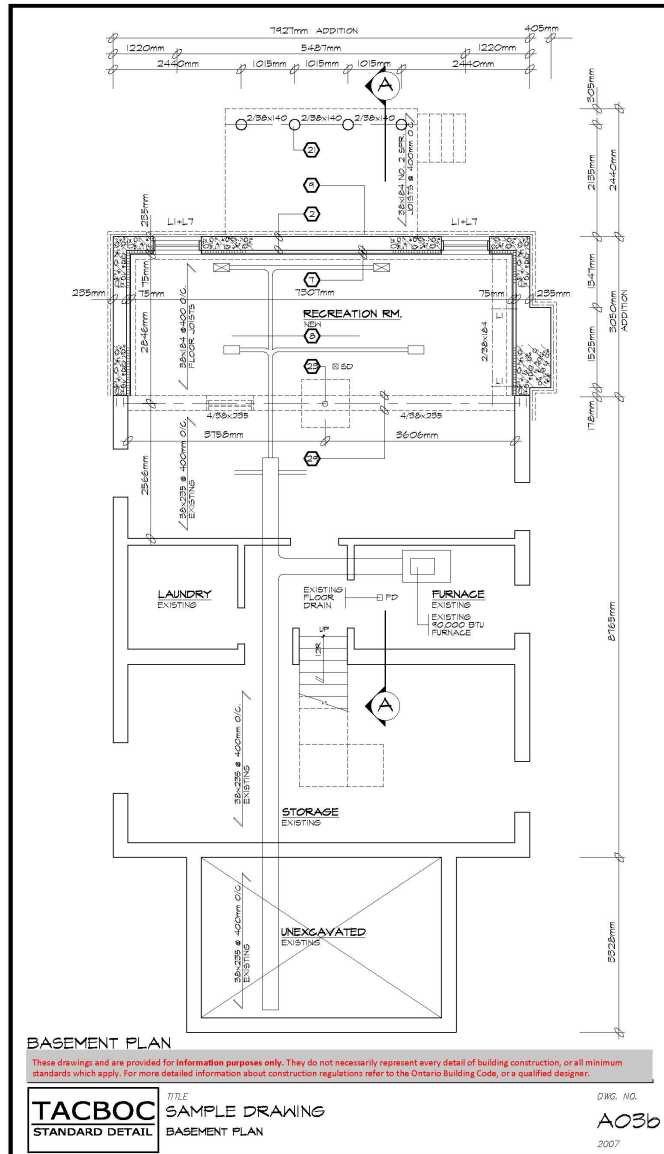 7927mm ADDITION
405mm
1220mm
5487mm
1220mm
2440mm
1015mm
1015mm
1015mm
2440mm
A
305mm
2/38x140
2/38x140
2/38x140
21
38x184 NO. 2 SPR.
JOISTS @ 400mm O.C.
2135mm
2440mm
9
235mm
L1+L7
2
L1+L7
75mm
7
1347mm
235mm
75mm
7307mm
75mm
235mm
RECREATION RM.
NEW
38x184 @400 O/C.
FLOOR JOISTS
L1
2846mm
8
2/38x184
1525mm
3050mm
ADDITION
23
SD
L1
4/38x235
4/38x235
178mm
3758mm
3606mm
38x235 @ 400mm O/C.
EXISTING
2566mm
29
LAUNDRY
EXISTING
EXISTING
FLOOR
DRAIN
FD
FURNACE
EXISTING
EXISTING
90,000 BTU
FURNACE
UP
12R
8765mm
A
38x235 @ 400mm O/C.
EXISTING
STORAGE
EXISTING
38x235 @ 400mm O/C.
EXISTING
UNEXCAVATED
EXISTING
3328mm
BASEMENT PLAN
These drawings and are provided for information purposes only. They do not necessarily represent every detail of building construction, or all minimum
standards which apply. For more detailed information about construction regulations refer to the Ontario Building Code, or a qualified designer.
TACBOC
STANDARD DETAIL
TITLE
SAMPLE DRAWING
BASEMENT PLAN
DWG. NO.
A03b
2007